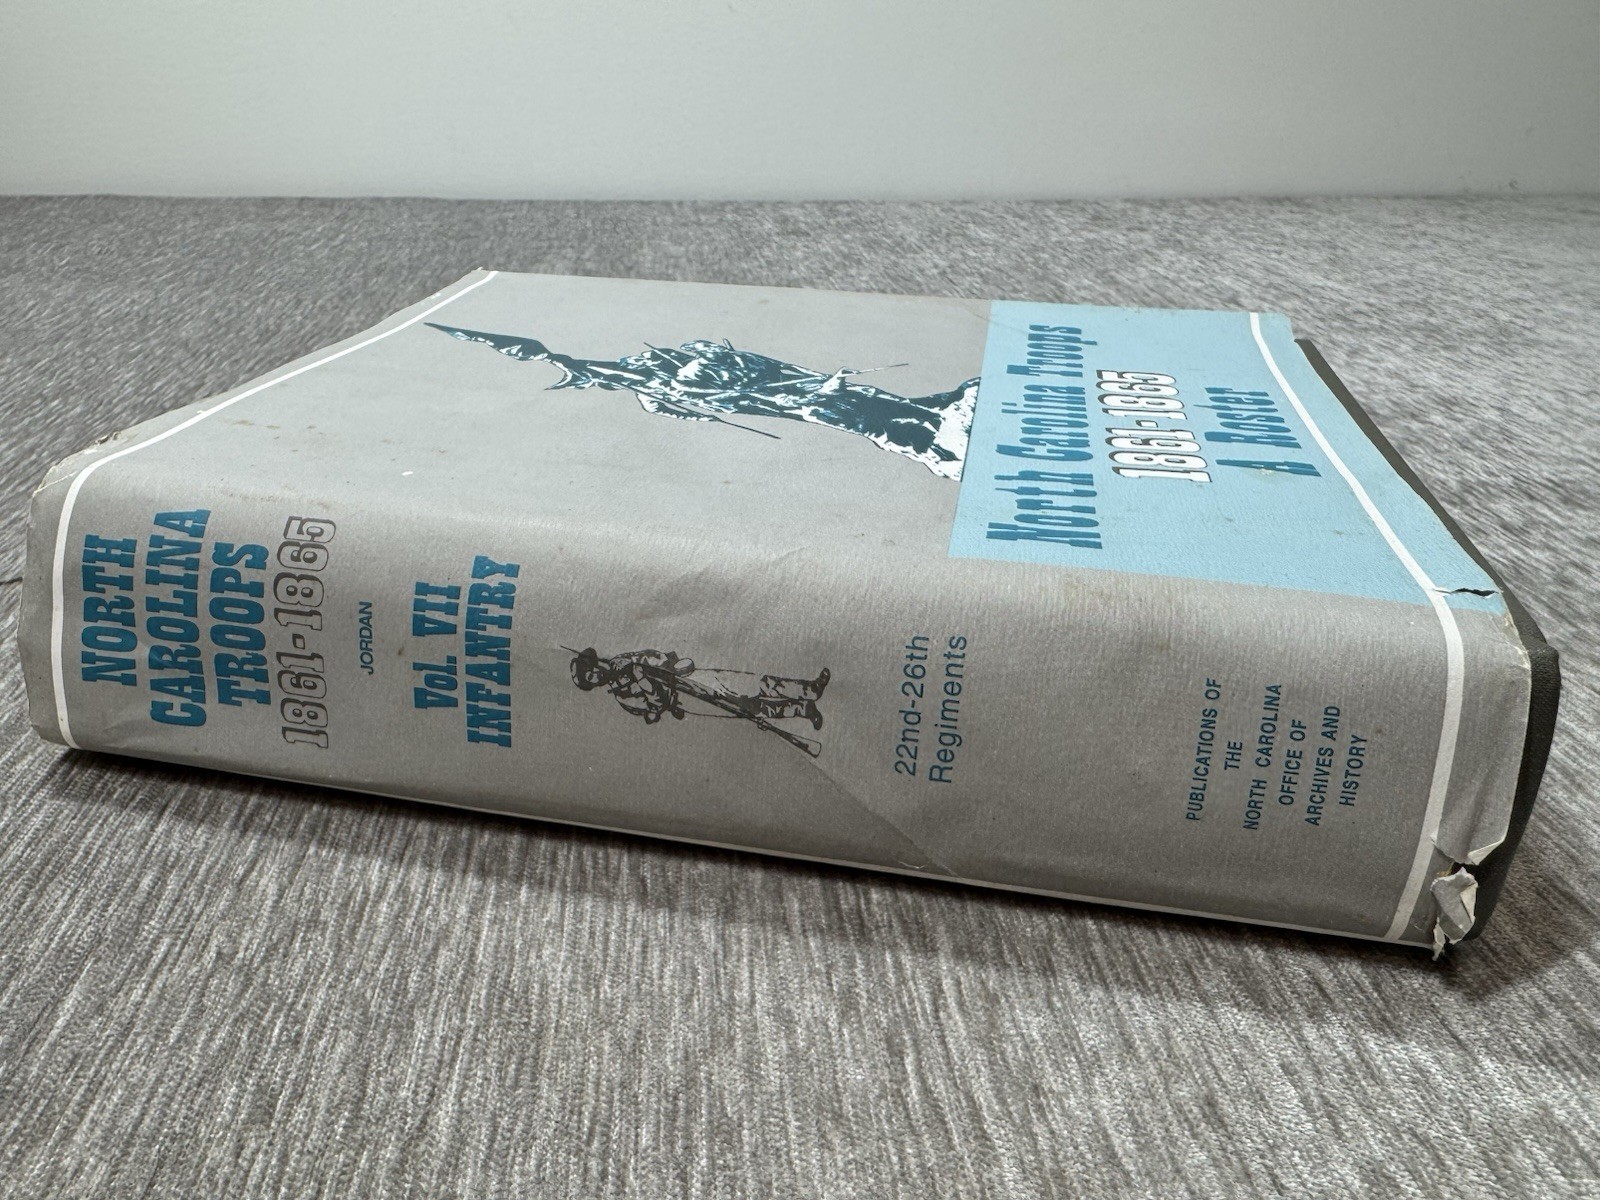 NORTH
CAROLINA
TROOPS
1861-1865
JORDAN
Vol. VII
INFANTRY
22nd-26th
Regiments
PUBLICATIONS OF
THE
NORTH CAROLINA
OFFICE OF
ARCHIVES AND
HISTORY
North Carolina Troops
1861-1865
A Roster